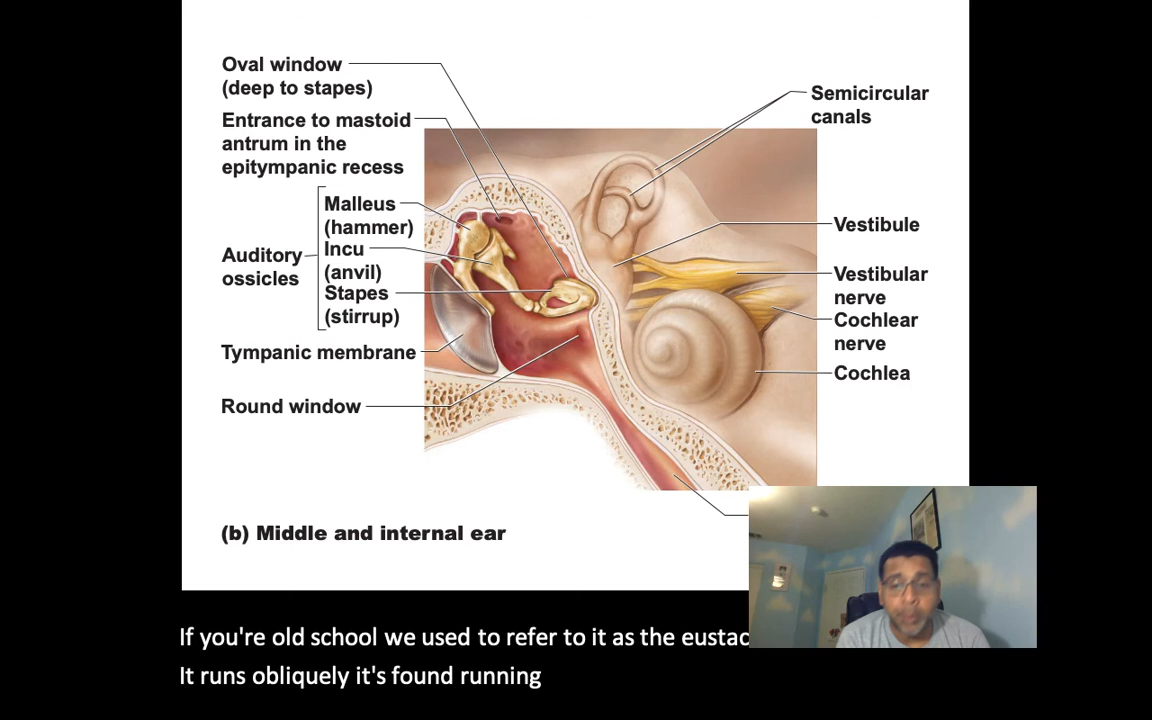 Oval window
(deep to stapes)
Entrance to mastoid
antrum in the
epitympanic recess
Malleus
(hammer)
Incu
(anvil)
Stapes
(stirrup)
Auditory
ossicles
Tympanic membrane
Round window
Semicircular
canals
Vestibule
Vestibular
nerve
Cochlear
nerve
Cochlea
(b) Middle and internal ear
If you're old school we used to refer to it as the eustac
It runs obliquely it's found running